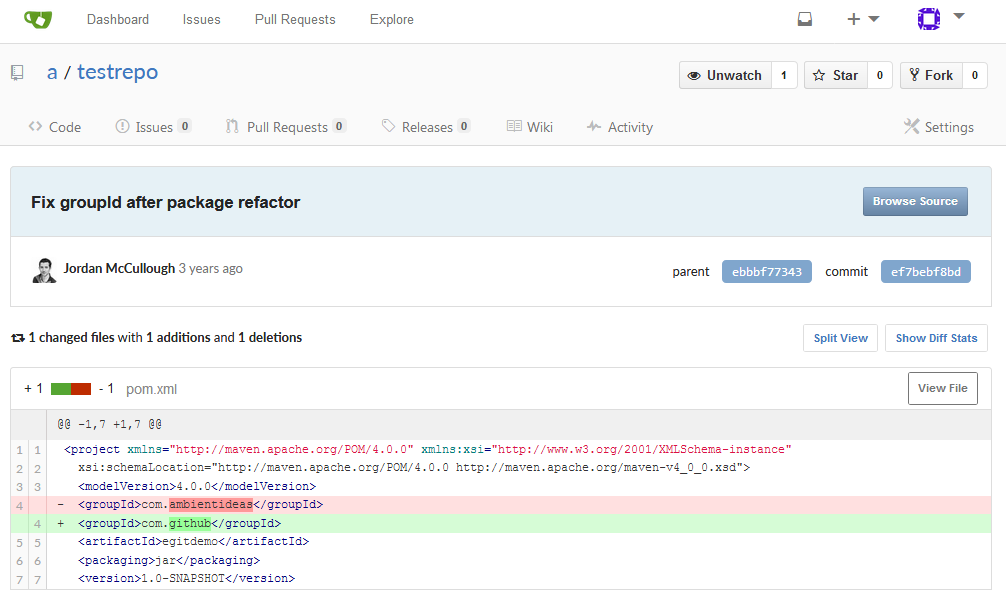 Dashboard Issues Pull Requests Explore
a / testrepo
Unwatch 1 Star 0 Fork 0
Code Issues 0 Pull Requests 0 Releases 0 Wiki Activity Settings
Fix groupId after package refactor
Browse Source
Jordan McCullough 3 years ago
parent ebbbf77343 commit ef7bebf8bd
1 changed files with 1 additions and 1 deletions
Split View Show Diff Stats
+ 1 - 1 pom.xml View File
@@ -1,7 +1,7 @@
1 1 <project xmlns="http://maven.apache.org/POM/4.0.0" xmlns:xsi="http://www.w3.org/2001/XMLSchema-instance"
2 2 xsi:schemaLocation="http://maven.apache.org/POM/4.0.0 http://maven.apache.org/maven-v4_0_0.xsd">
3 3 <modelVersion>4.0.0</modelVersion>
4 - <groupId>com.ambientideas</groupId>
4 + <groupId>com.github</groupId>
5 5 <artifactId>egitdemo</artifactId>
6 6 <packaging>jar</packaging>
7 7 <version>1.0-SNAPSHOT</version>